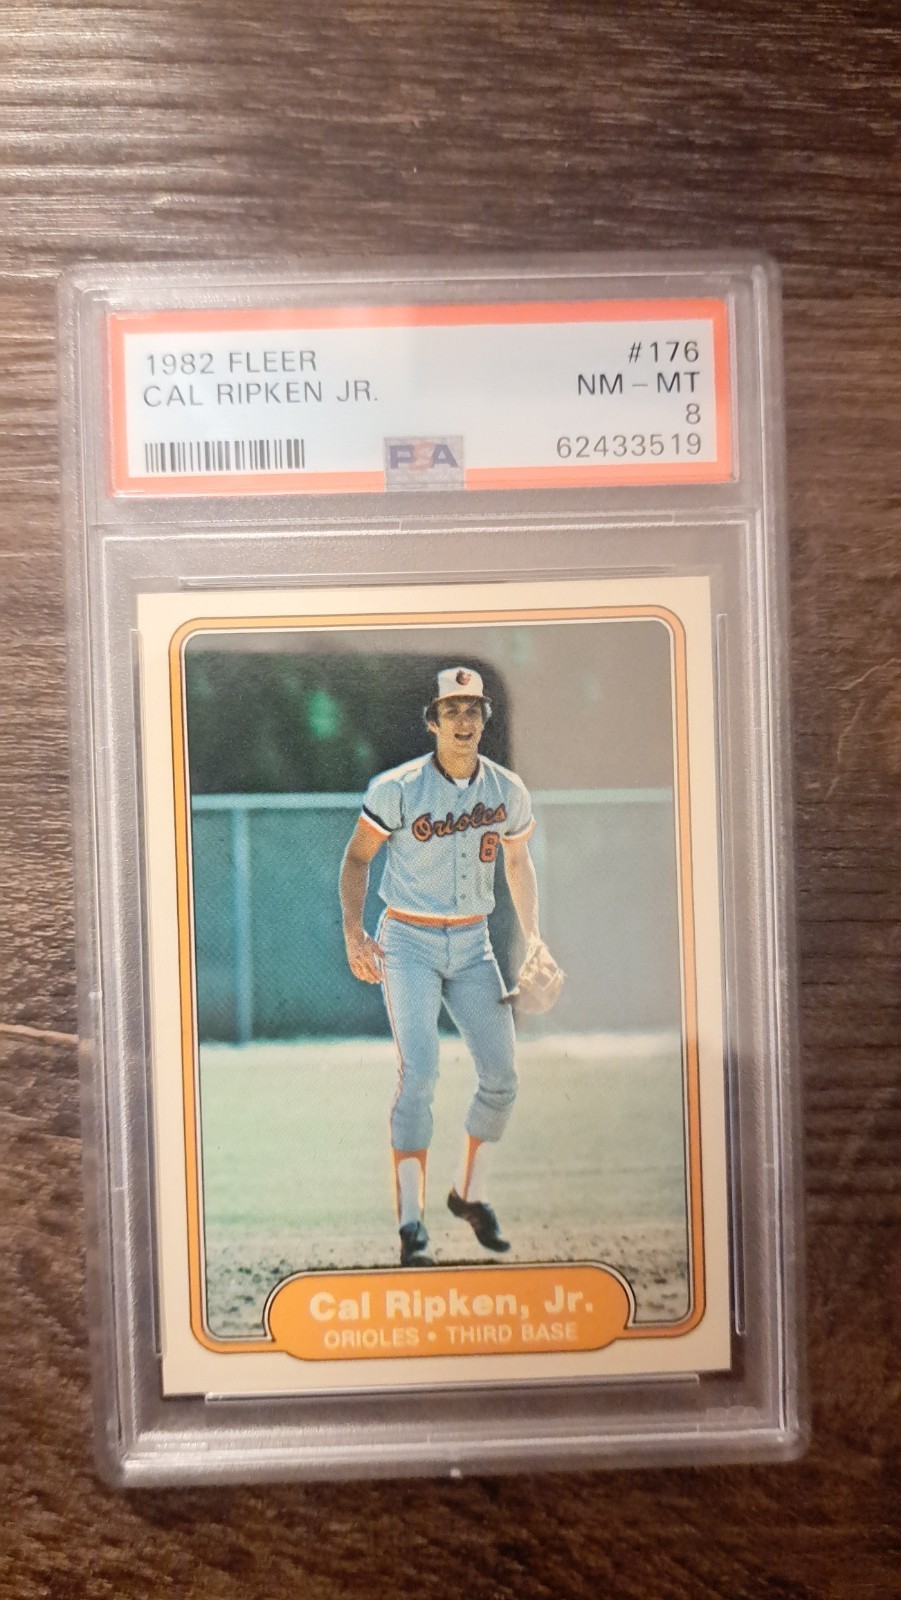 1982 FLEER
#176
CAL RIPKEN JR.
NM - MT
8
PSA
62433519
Orioles
8
Cal Ripken, Jr.
ORIOLES • THIRD BASE